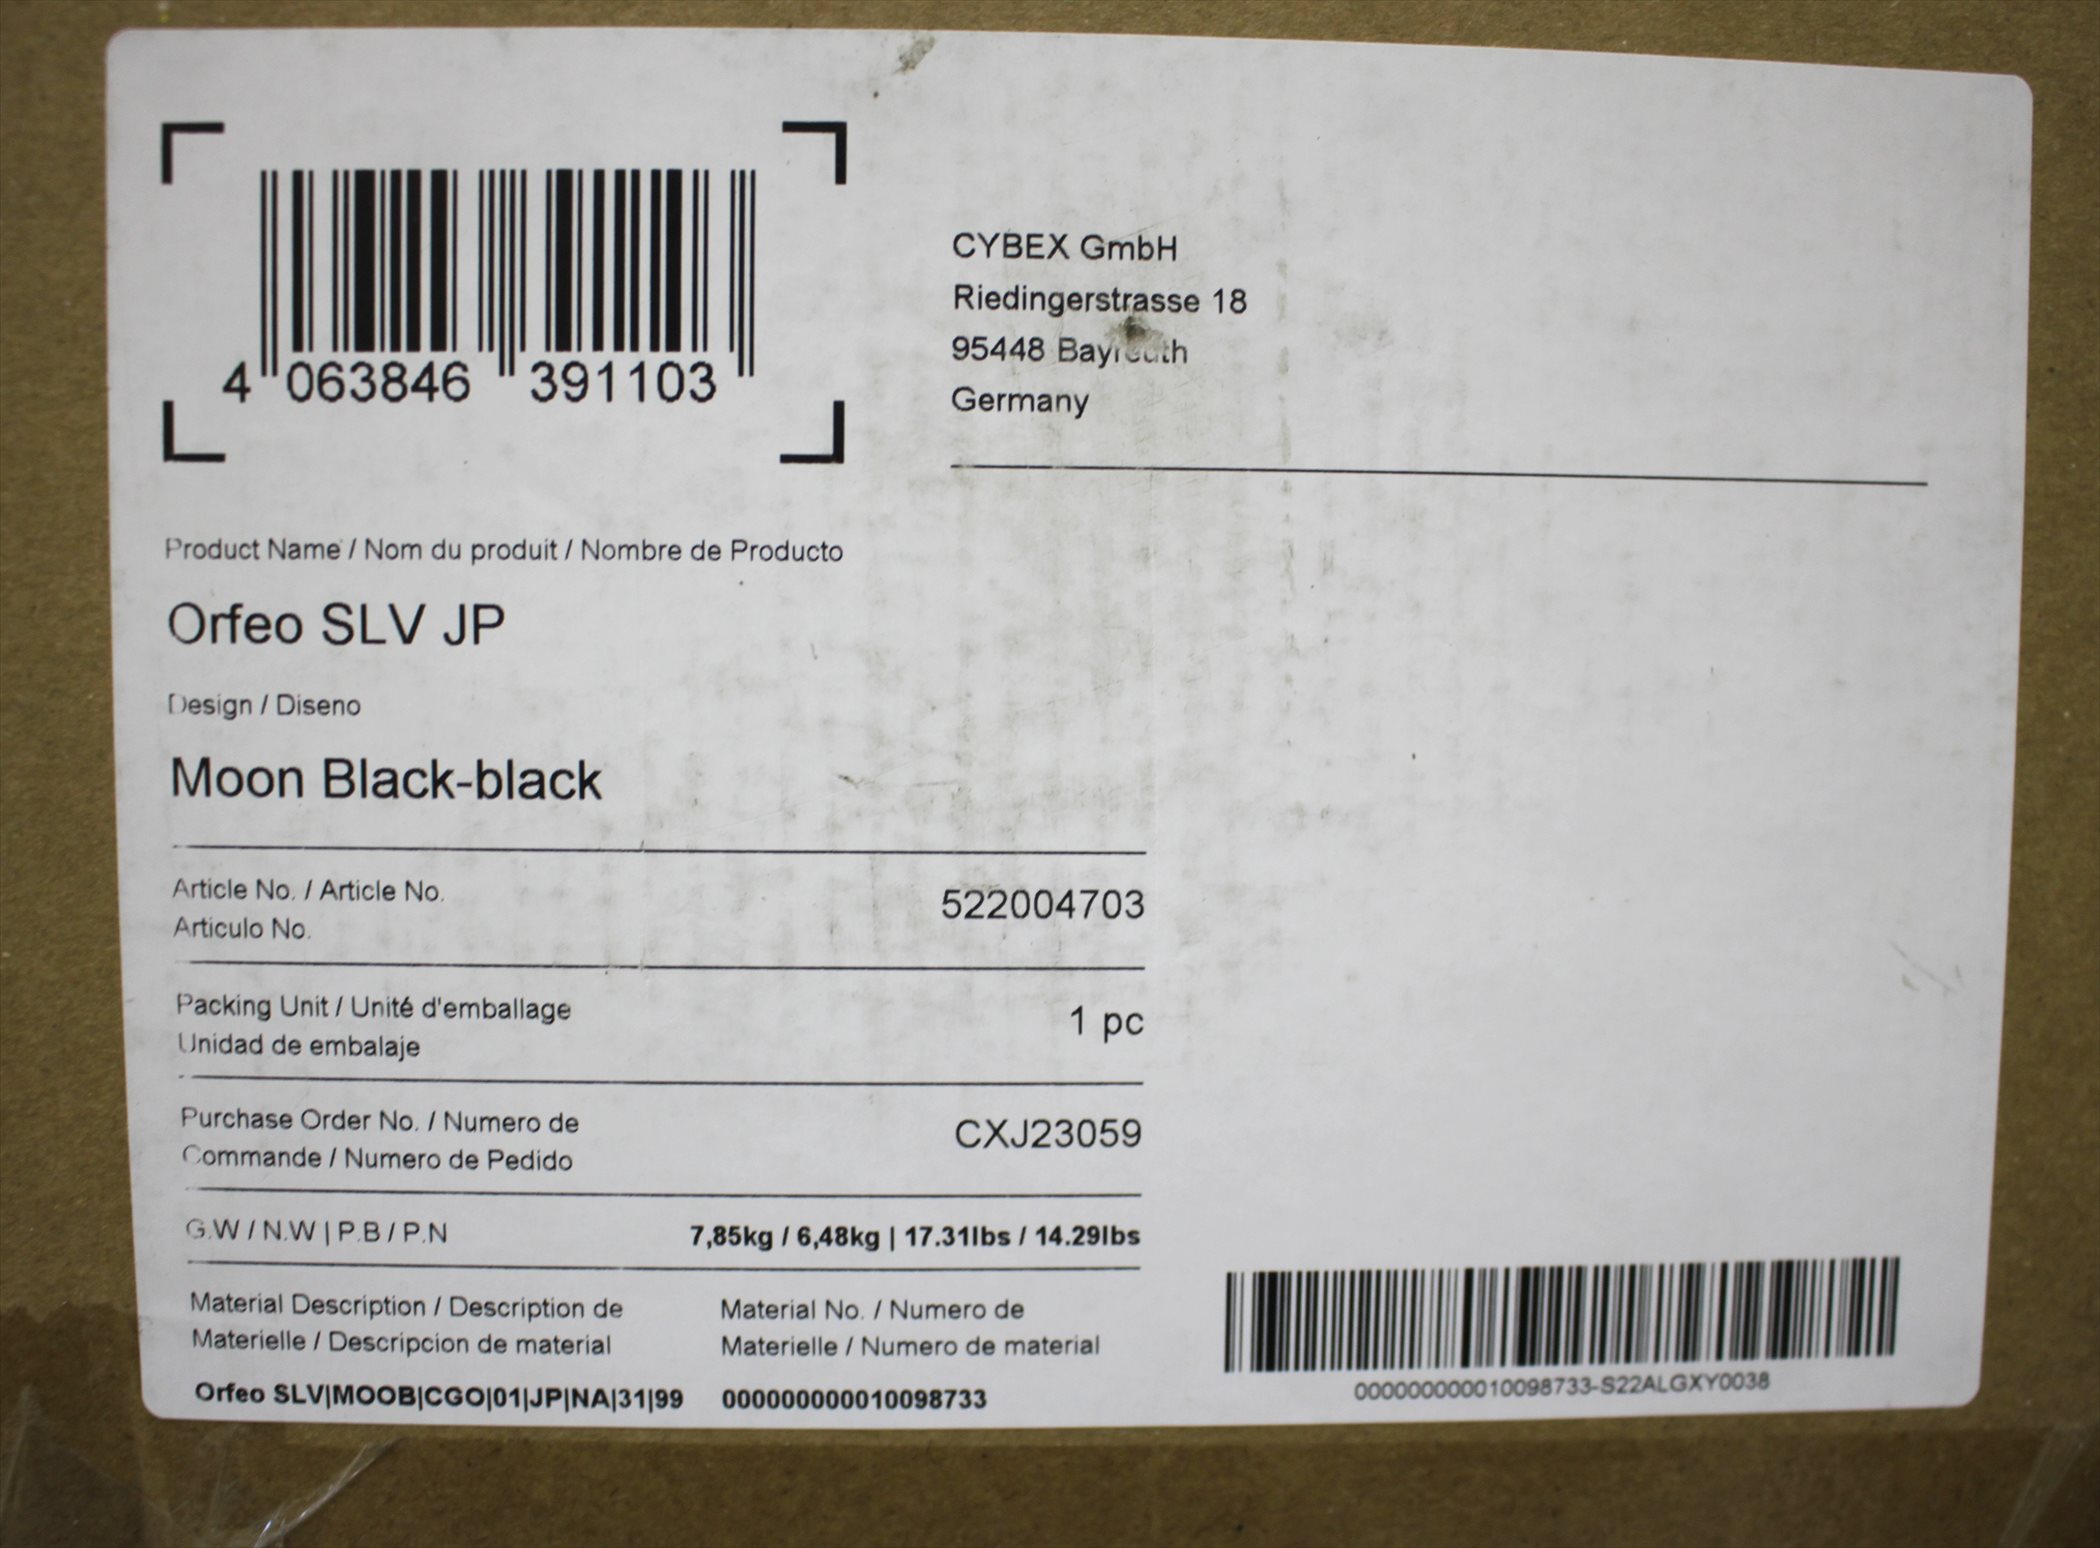 4 063846 391103
CYBEX GmbH
Riedingerstrasse 18
95448 Bayreuth
Germany
Product Name / Nom du produit / Nombre de Producto
Orfeo SLV JP
Design / Diseno
Moon Black-black
Article No. / Article No.
Articulo No.
522004703
Packing Unit / Unité d'emballage
Unidad de embalaje
1 pc
Purchase Order No. / Numero de
Commande / Numero de Pedido
CXJ23059
G.W / N.W | P.B / P.N
7,85kg / 6,48kg | 17.31lbs / 14.29lbs
Material Description / Description de
Materielle / Descripcion de material
Orfeo SLV|MOOB|CGO|01|JP|NA|31|99
Material No. / Numero de
Materielle / Numero de material
000000000010098733
000000000010098733-S22ALGXY0038